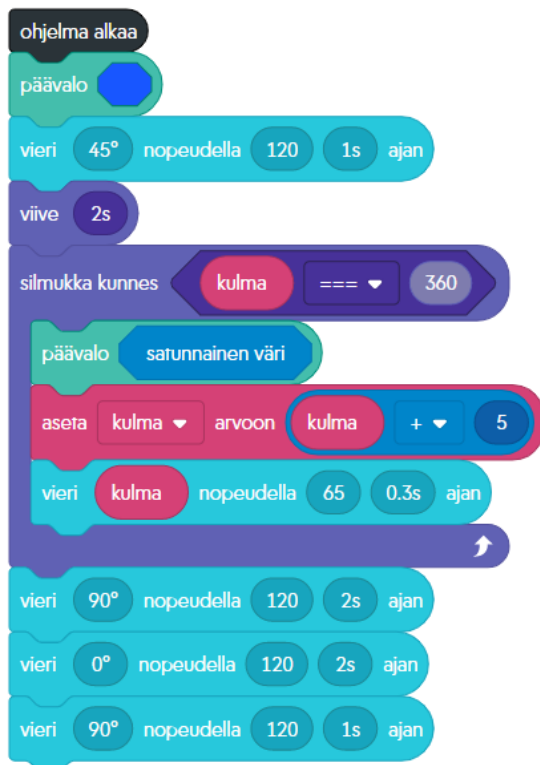 ohjelma alkaa
päävalo
vieri 45° nopeudella 120 1s ajan
viive 2s
silmukka kunnes kulma === 360
päävalo satunnainen väri
aseta kulma arvoon kulma + 5
vieri kulma nopeudella 65 0.3s ajan
vieri 90° nopeudella 120 2s ajan
vieri 0° nopeudella 120 2s ajan
vieri 90° nopeudella 120 1s ajan